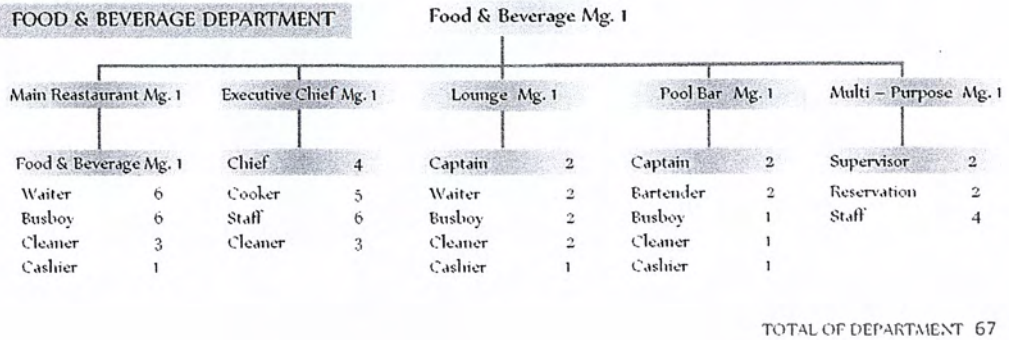 FOOD & BEVERAGE DEPARTMENT
Food & Beverage Mg. 1
Main Reastaurant Mg. 1
Executive Chief Mg. 1
Lounge Mg. 1
Pool Bar Mg. 1
Multi – Purpose Mg. 1
Food & Beverage Mg. 1
Waiter 6
Busboy 6
Cleaner 3
Cashier 1
Chief 4
Cooker 5
Staff 6
Cleaner 3
Captain 2
Waiter 2
Busboy 2
Cleaner 2
Cashier 1
Captain 2
Bartender 2
Busboy 1
Cleaner 1
Cashier 1
Supervisor 2
Reservation 2
Staff 4
TOTAL OF DEPARTMENT 67